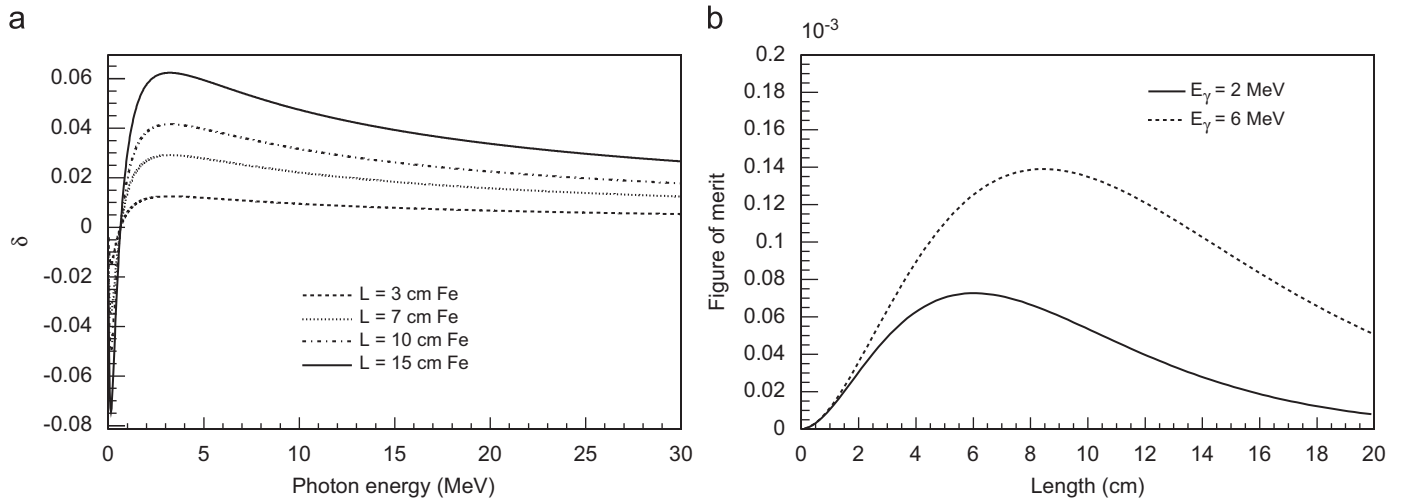 a
0.06
0.04
0.02
0
-0.02
-0.04
-0.06
-0.08
δ
L = 3 cm Fe
L = 7 cm Fe
L = 10 cm Fe
L = 15 cm Fe
0 5 10 15 20 25 30
Photon energy (MeV)
b
10⁻³
0.2
0.18
0.16
0.14
0.12
0.1
0.08
0.06
0.04
0.02
0
Figure of merit
Eγ = 2 MeV
Eγ = 6 MeV
0 2 4 6 8 10 12 14 16 18 20
Length (cm)